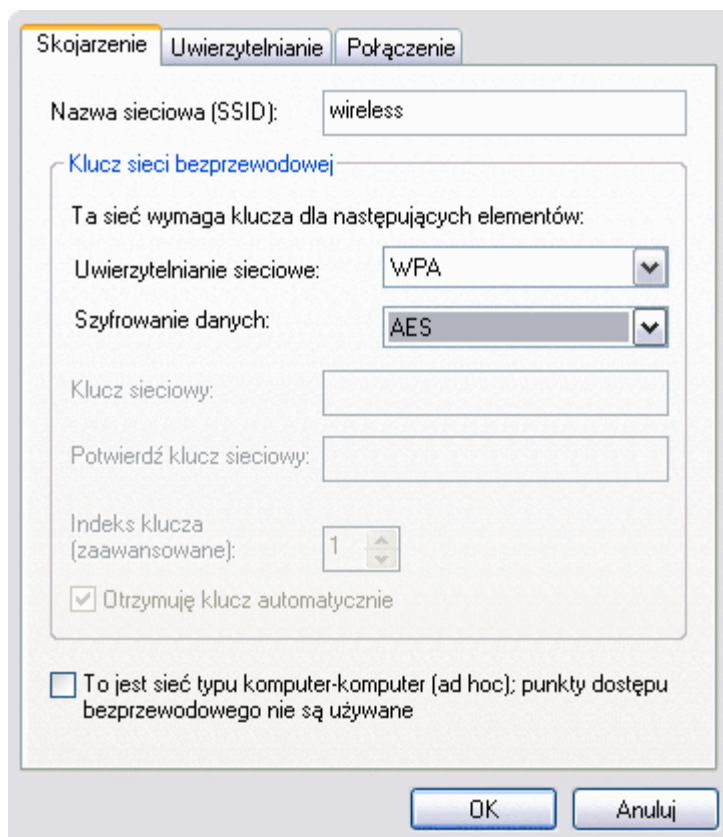 Skojarzenie Uwierzytelnianie Połączenie
Nazwa sieciowa (SSID): wireless
Klucz sieci bezprzewodowej
Ta sieć wymaga klucza dla następujących elementów:
Uwierzytelnianie sieciowe: WPA
Szyfrowanie danych: AES
Klucz sieciowy:
Potwierdź klucz sieciowy:
Indeks klucza
(zaawansowane): 1
Otrzymuję klucz automatycznie
To jest sieć typu komputer-komputer (ad hoc); punkty dostępu
bezprzewodowego nie są używane
OK Anuluj